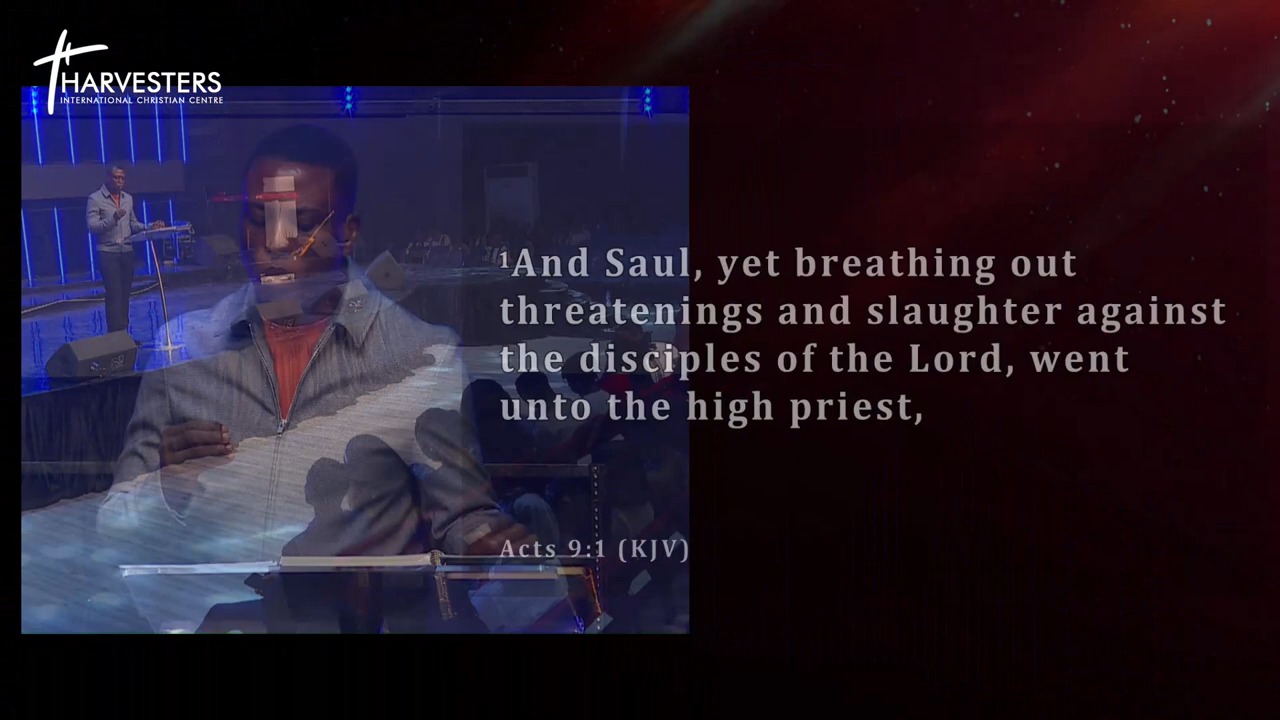 HARVESTERS
INTERNATIONAL CHRISTIAN CENTRE
¹And Saul, yet breathing out
threatenings and slaughter against
the disciples of the Lord, went
unto the high priest,
Acts 9:1 (KJV)